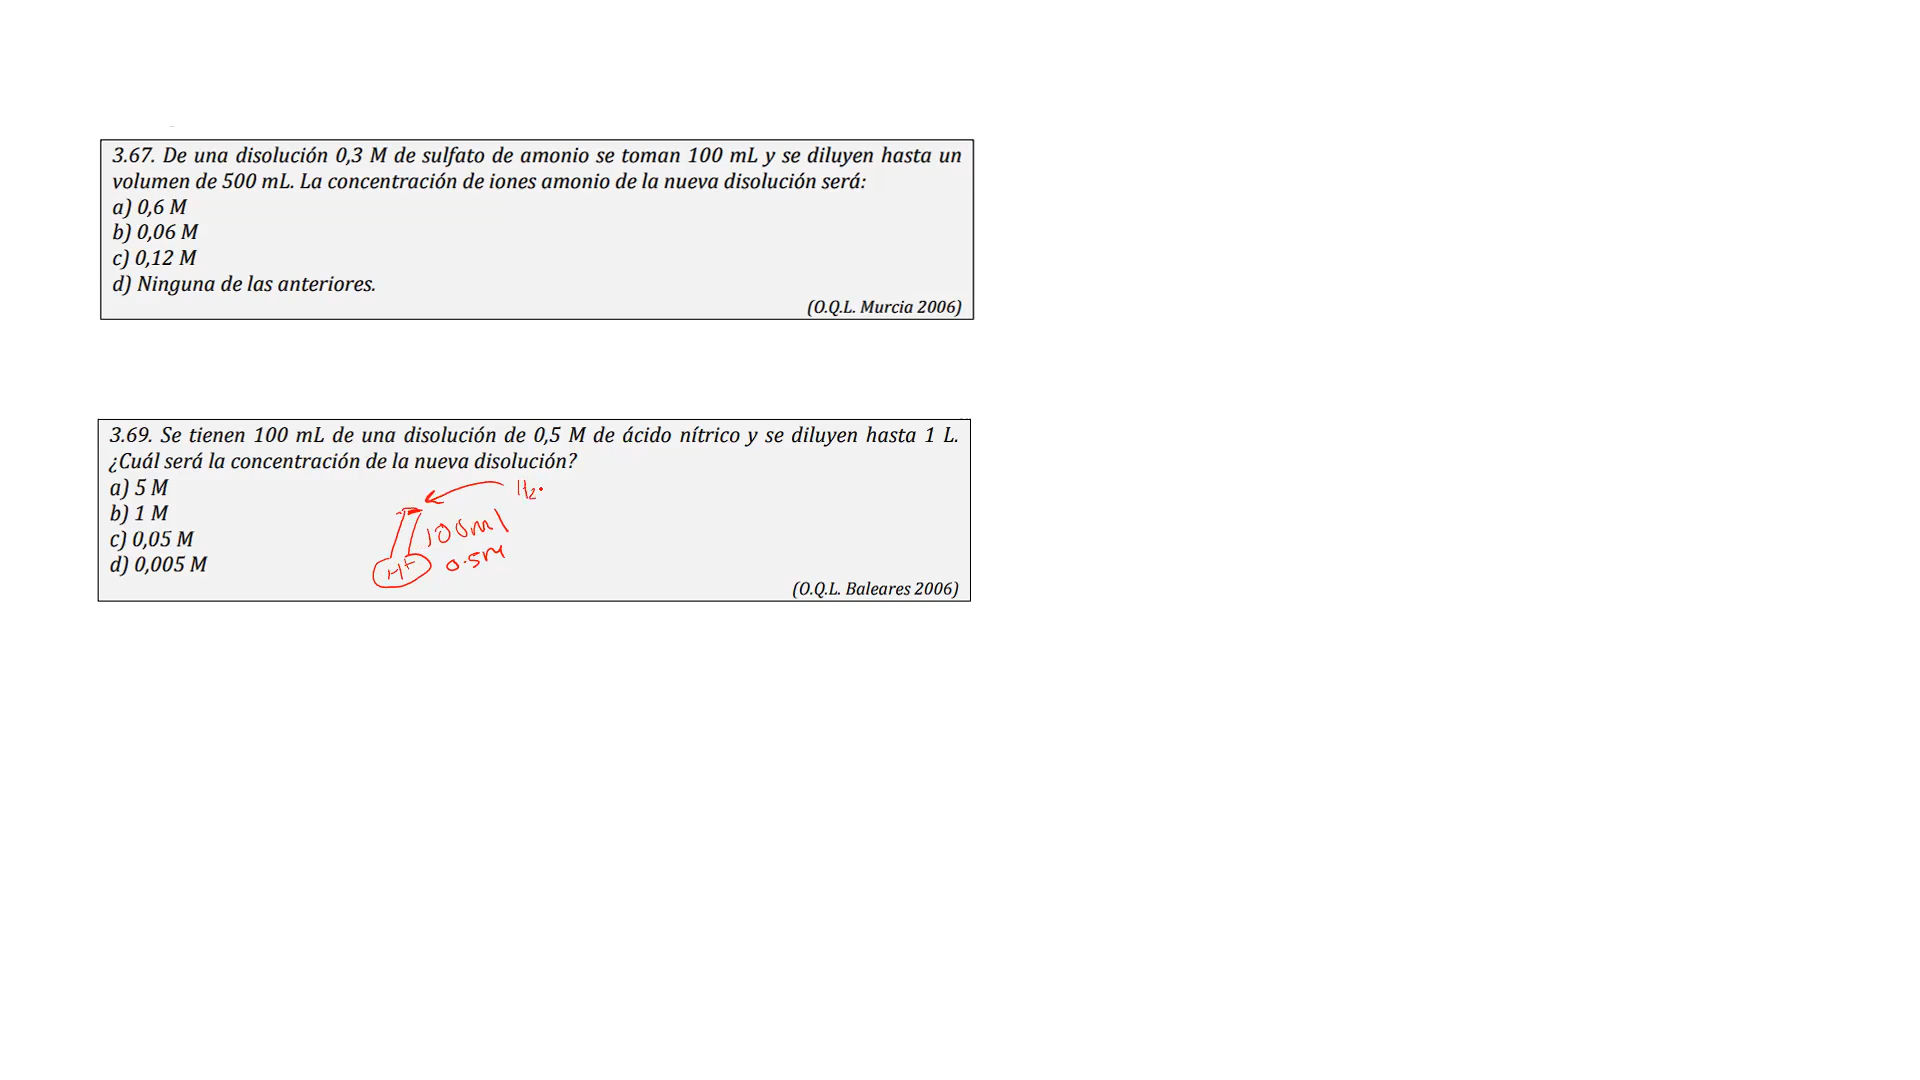 3.67. De una disolución 0,3 M de sulfato de amonio se toman 100 mL y se diluyen hasta un
volumen de 500 mL. La concentración de iones amonio de la nueva disolución será:
a) 0,6 M
b) 0,06 M
c) 0,12 M
d) Ninguna de las anteriores.
(O.Q.L. Murcia 2006)
3.69. Se tienen 100 mL de una disolución de 0,5 M de ácido nítrico y se diluyen hasta 1 L.
¿Cuál será la concentración de la nueva disolución?
a) 5 M
b) 1 M
c) 0,05 M
d) 0,005 M
H₂
100ml
0.5M
H+
(O.Q.L. Baleares 2006)